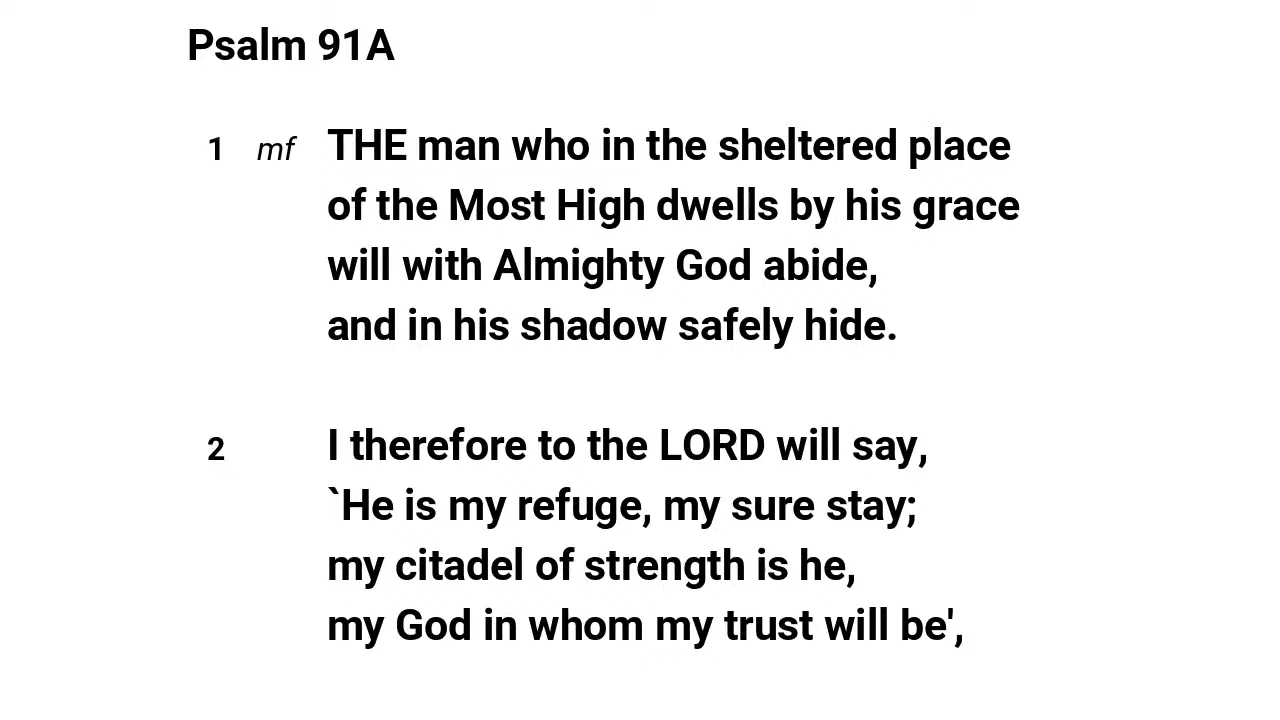 Psalm 91A
1 mf THE man who in the sheltered place
of the Most High dwells by his grace
will with Almighty God abide,
and in his shadow safely hide.
2 I therefore to the LORD will say,
`He is my refuge, my sure stay;
my citadel of strength is he,
my God in whom my trust will be',